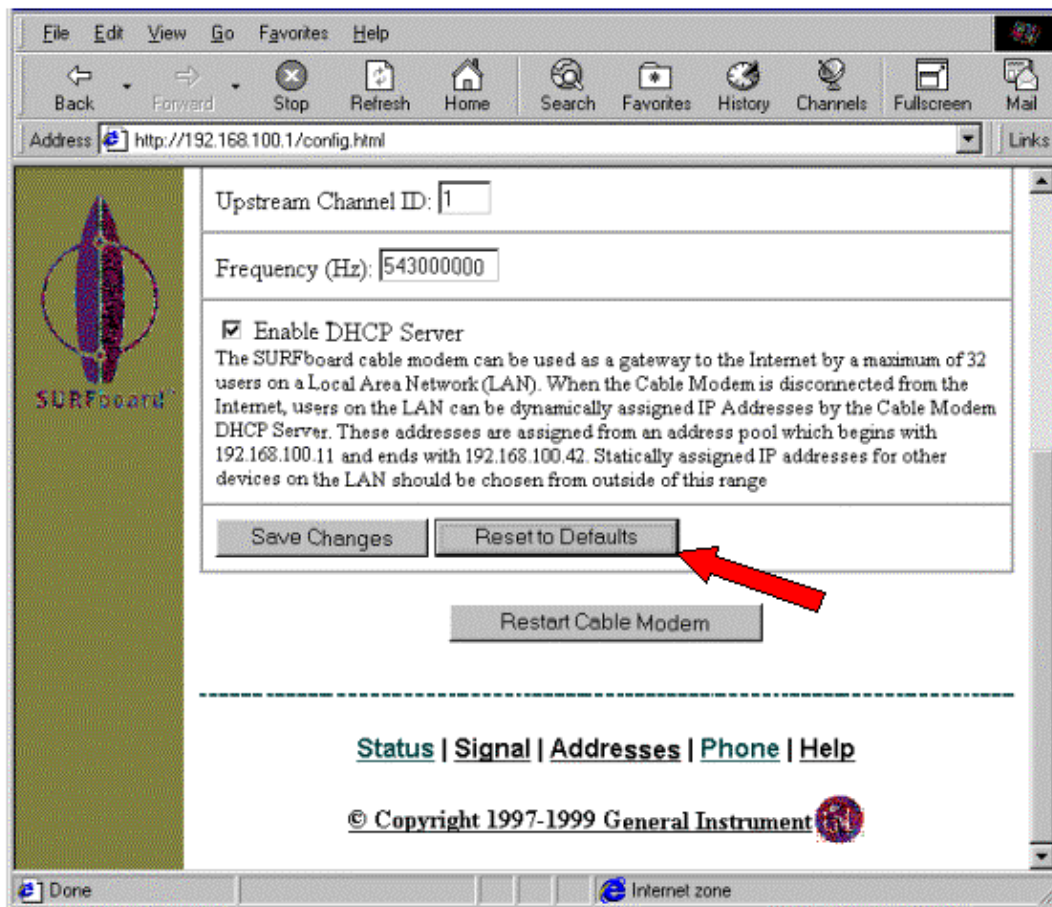 File Edit View Go Favorites Help
Back Forward Stop Refresh Home Search Favorites History Channels Fullscreen Mail
Address http://192.168.100.1/config.html Links
Upstream Channel ID: 1
Frequency (Hz): 543000000
Enable DHCP Server
The SURFboard cable modem can be used as a gateway to the Internet by a maximum of 32
users on a Local Area Network (LAN). When the Cable Modem is disconnected from the
Internet, users on the LAN can be dynamically assigned IP Addresses by the Cable Modem
DHCP Server. These addresses are assigned from an address pool which begins with
192.168.100.11 and ends with 192.168.100.42. Statically assigned IP addresses for other
devices on the LAN should be chosen from outside of this range
SURFboard™
Save Changes Reset to Defaults
Restart Cable Modem
Status | Signal | Addresses | Phone | Help
© Copyright 1997-1999 General Instrument
Done Internet zone